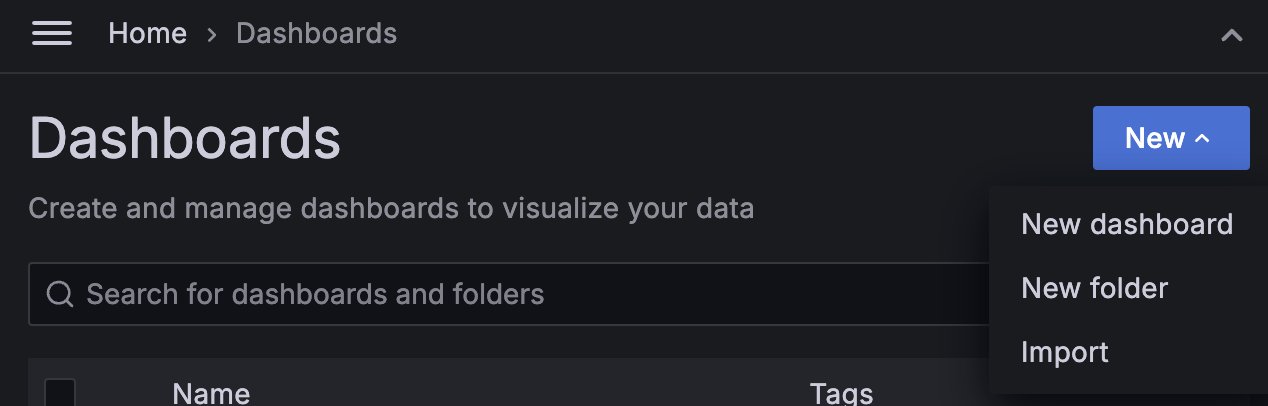 Home › Dashboards
Dashboards
New
Create and manage dashboards to visualize your data
New dashboard
New folder
Import
Search for dashboards and folders
Name
Tags